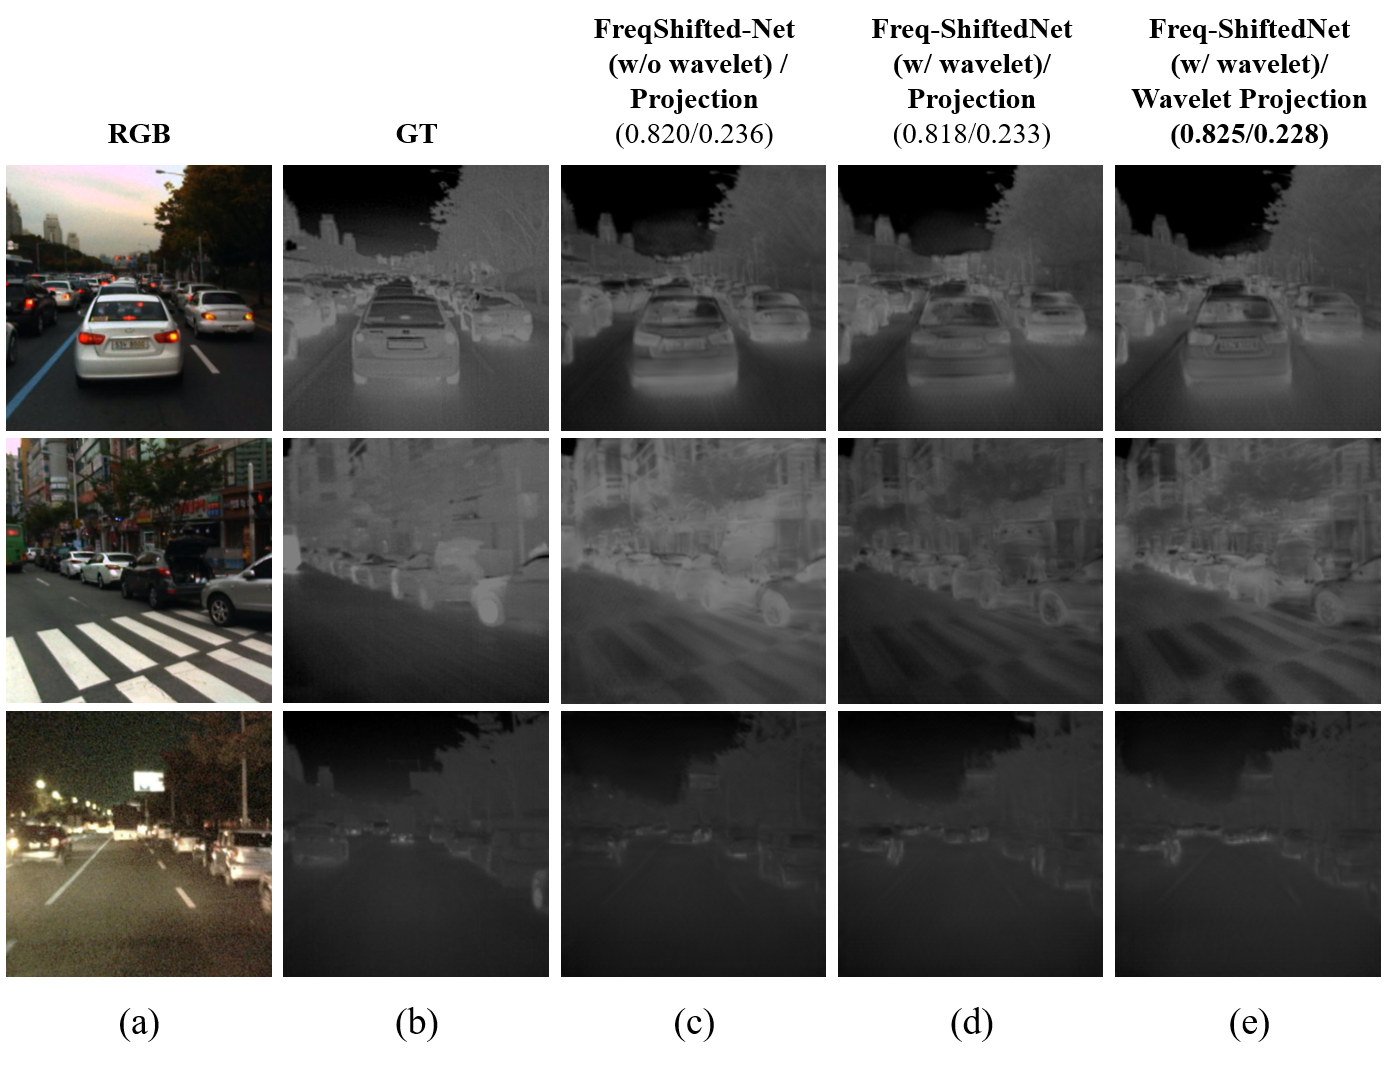 RGB
GT
FreqShifted-Net
(w/o wavelet) /
Projection
(0.820/0.236)
Freq-ShiftedNet
(w/ wavelet)/
Projection
(0.818/0.233)
Freq-ShiftedNet
(w/ wavelet)/
Wavelet Projection
(0.825/0.228)
(a)
(b)
(c)
(d)
(e)